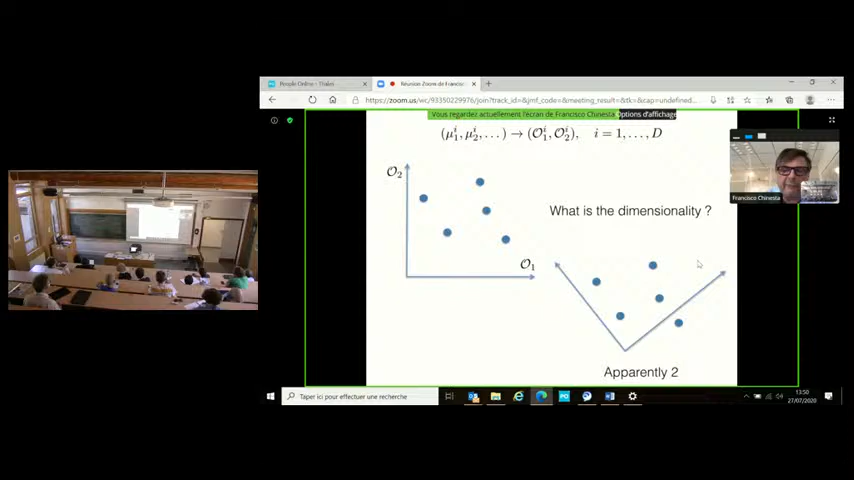 People Online - Thales
Réunion Zoom de Francisc
https://zoom.us/wc/93350229976/join?track_id=&jmf_code=&meeting_result=&tk=&cap=undefined...
Vous regardez actuellement l'écran de Francisco Chinesta
Options d'affichage
(μ₁ⁱ, μ₂ⁱ, . . .) → (𝒪₁ⁱ, 𝒪₂ⁱ), i = 1, . . . , D
𝒪₂
What is the dimensionality ?
𝒪₁
Apparently 2
Francisco Chinesta
Taper ici pour effectuer une recherche
13:50
27/07/2020